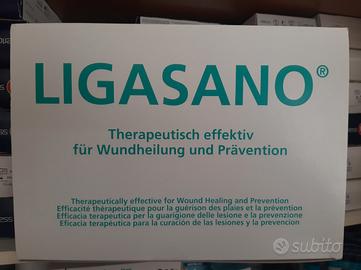 LIGASANO®
Therapeutisch effektiv
für Wundheilung und Prävention
Therapeutically effective for Wound Healing and Prevention
Efficacité thérapeutique pour la guérison des plaies et la prévention
Efficacia terapeutica per la guarigione delle lesione e la prevenzione
Eficacia terapéutica para la curación de las lesiones y la prevencion
subito